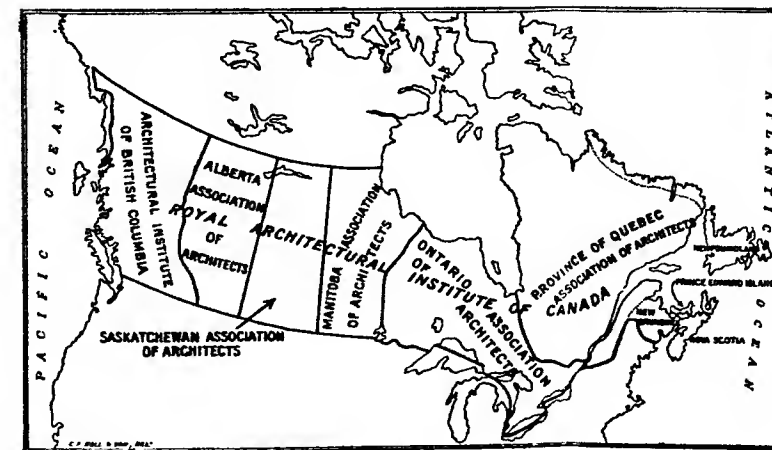 PACIFIC OCEAN
ARCHITECTURAL INSTITUTE
OF BRITISH COLUMBIA
ALBERTA
ASSOCIATION
OF
ARCHITECTS
ROYAL ARCHITECTURAL INSTITUTE OF CANADA
SASKATCHEWAN ASSOCIATION
OF ARCHITECTS
MANITOBA ASSOCIATION
OF ARCHITECTS
ONTARIO ASSOCIATION
OF
ARCHITECTS
PROVINCE OF QUEBEC
ASSOCIATION OF ARCHITECTS
NEWFOUNDLAND
PRINCE EDWARD ISLAND
NEW
NOVA SCOTIA
ATLANTIC OCEAN